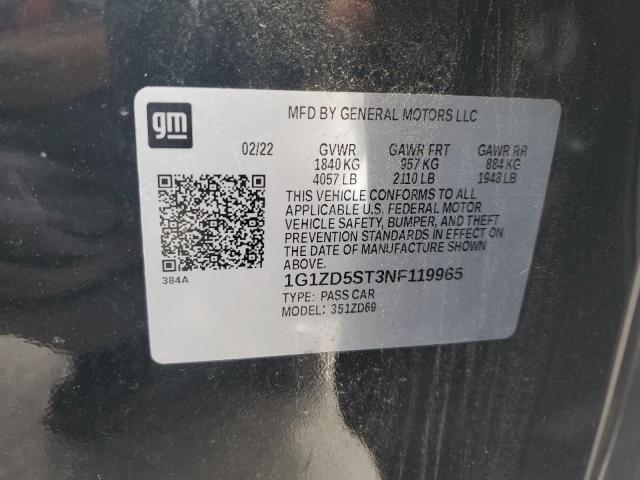 gm
MFD BY GENERAL MOTORS LLC
02/22 GVWR GAWR FRT GAWR RR
1840 KG 957 KG 884 KG
4057 LB 2110 LB 1948 LB
THIS VEHICLE CONFORMS TO ALL
APPLICABLE U.S. FEDERAL MOTOR
VEHICLE SAFETY, BUMPER, AND THEFT
PREVENTION STANDARDS IN EFFECT ON
THE DATE OF MANUFACTURE SHOWN
ABOVE.
384A
1G1ZD5ST3NF119965
TYPE: PASS CAR
MODEL: 351ZD69